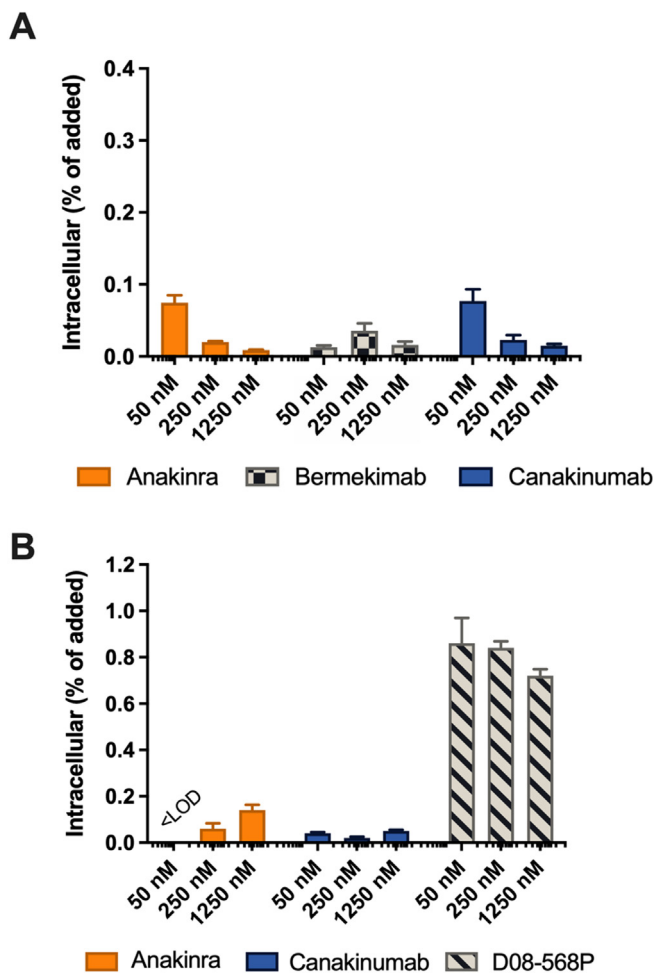 A
Intracellular (% of added)
0.4
0.3
0.2
0.1
0.0
50 nM 250 nM 1250 nM 50 nM 250 nM 1250 nM 50 nM 250 nM 1250 nM
Anakinra Bermekimab Canakinumab
B
Intracellular (% of added)
1.2
1.0
0.8
0.6
0.4
0.2
0.0
<LOD
50 nM 250 nM 1250 nM 50 nM 250 nM 1250 nM 50 nM 250 nM 1250 nM
Anakinra Canakinumab D08-568P